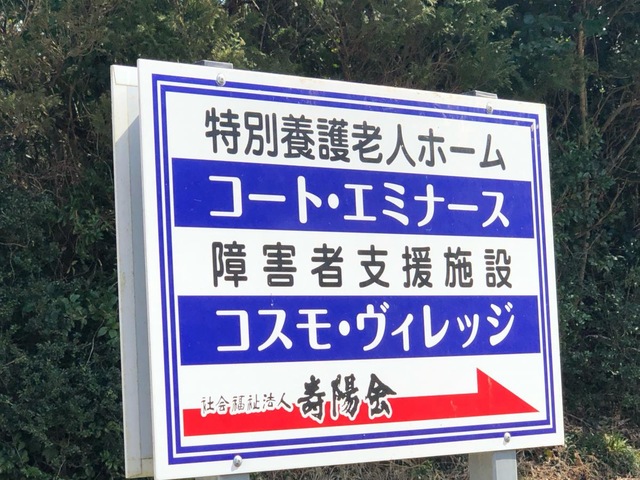 特別養護老人ホーム
コート・エミナース
障害者支援施設
コスモ・ヴィレッジ
社会福祉法人 寿陽会